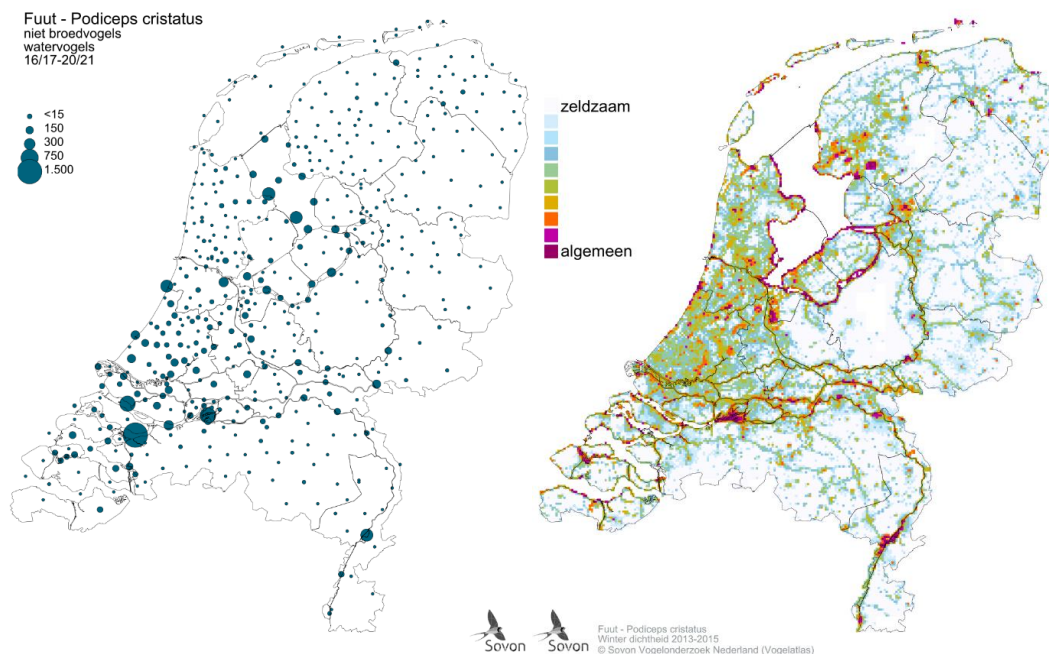 Fuut - Podiceps cristatus
niet broedvogels
watervogels
16/17-20/21
<15
150
300
750
1.500
zeldzaam
algemeen
Sovon
Sovon
Fuut - Podiceps cristatus
Winter dichtheid 2013-2015
© Sovon Vogelonderzoek Nederland (Vogelatlas)